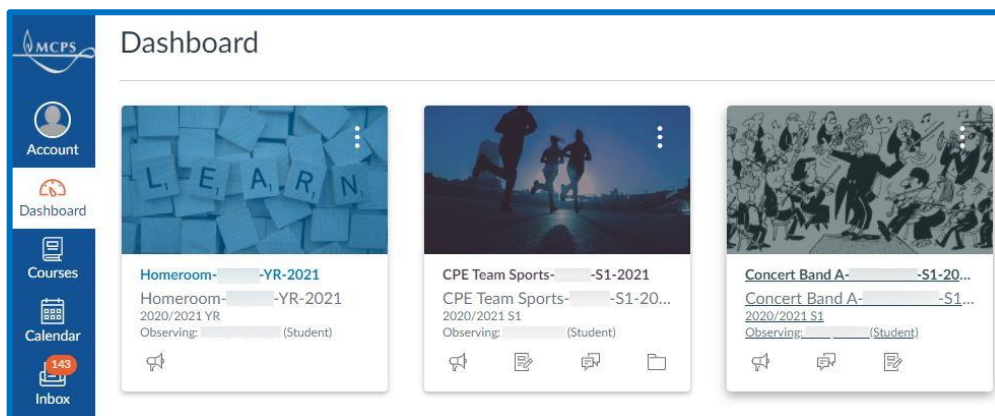 MCPS
Dashboard
Account
Dashboard
Courses
Calendar
143
Inbox
L E A R N
Homeroom- -YR-2021
Homeroom- -YR-2021
2020/2021 YR
Observing: (Student)
CPE Team Sports- -S1-2021
CPE Team Sports- -S1-20...
2020/2021 S1
Observing: (Student)
Concert Band A- -S1-20...
Concert Band A- -S1...
2020/2021 S1
Observing: (Student)